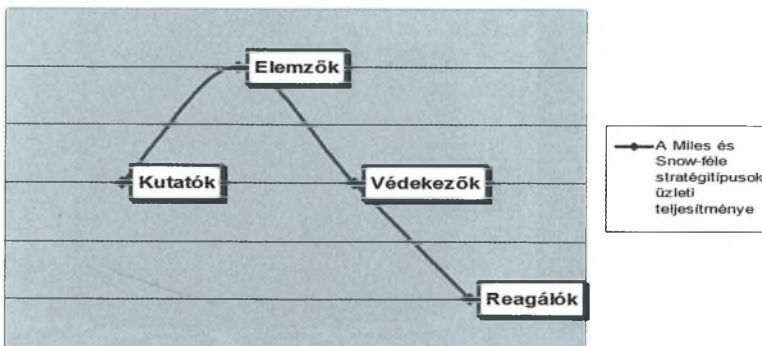 Elemzők
Kutatók
Védekezők
Reagálók
A Miles és
Snow-féle
stratégitípusok
üzleti
teljesítménye